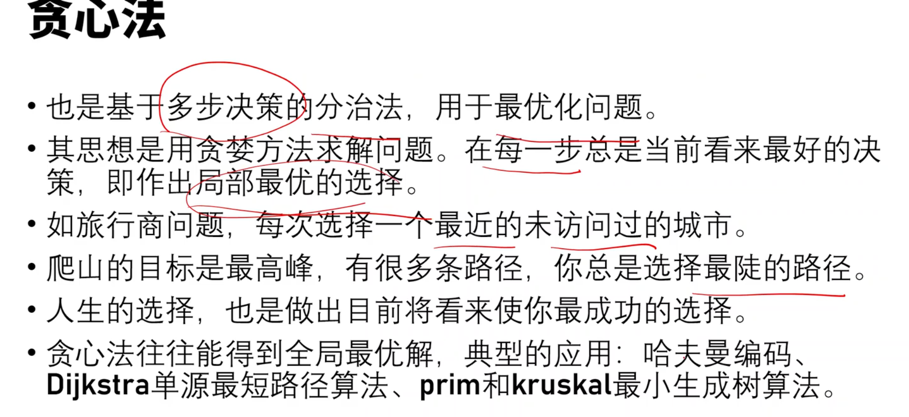 贪心法
• 也是基于多步决策的分治法，用于最优化问题。
• 其思想是用贪婪方法求解问题。在每一步总是当前看来最好的决
策，即作出局部最优的选择。
• 如旅行商问题，每次选择一个最近的未访问过的城市。
• 爬山的目标是最高峰，有很多条路径，你总是选择最陡的路径。
• 人生的选择，也是做出目前将看来使你最成功的选择。
• 贪心法往往能得到全局最优解，典型的应用：哈夫曼编码、
Dijkstra单源最短路径算法、prim和kruskal最小生成树算法。